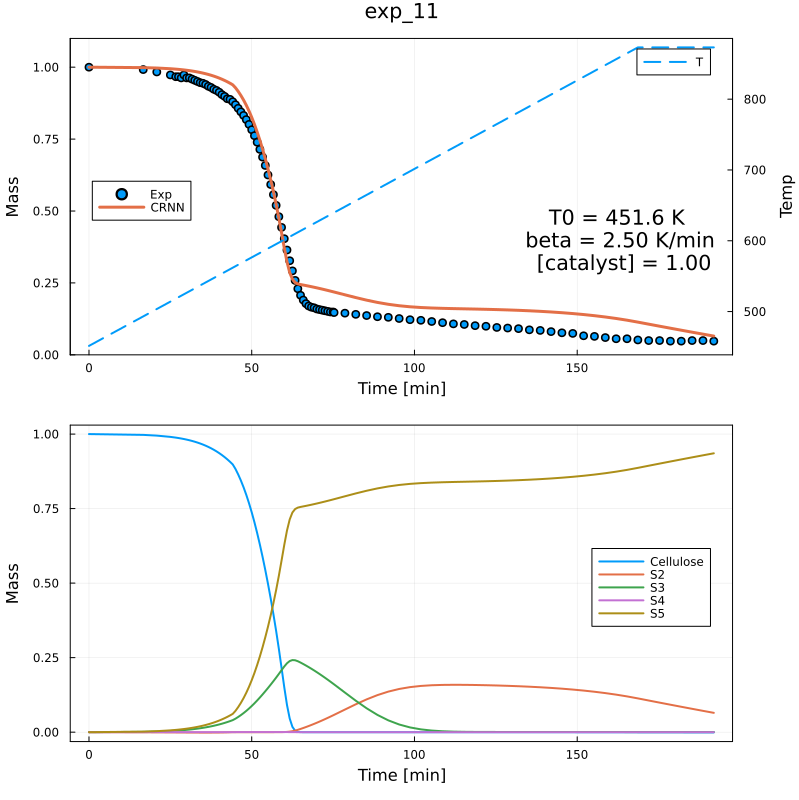 exp_11
1.00
0.75
0.50
0.25
0.00
Mass
Exp
CRNN
T
800
700
600
500
Temp
T0 = 451.6 K
beta = 2.50 K/min
[catalyst] = 1.00
0
50
100
150
Time [min]
1.00
0.75
0.50
0.25
0.00
Mass
Cellulose
S2
S3
S4
S5
0
50
100
150
Time [min]